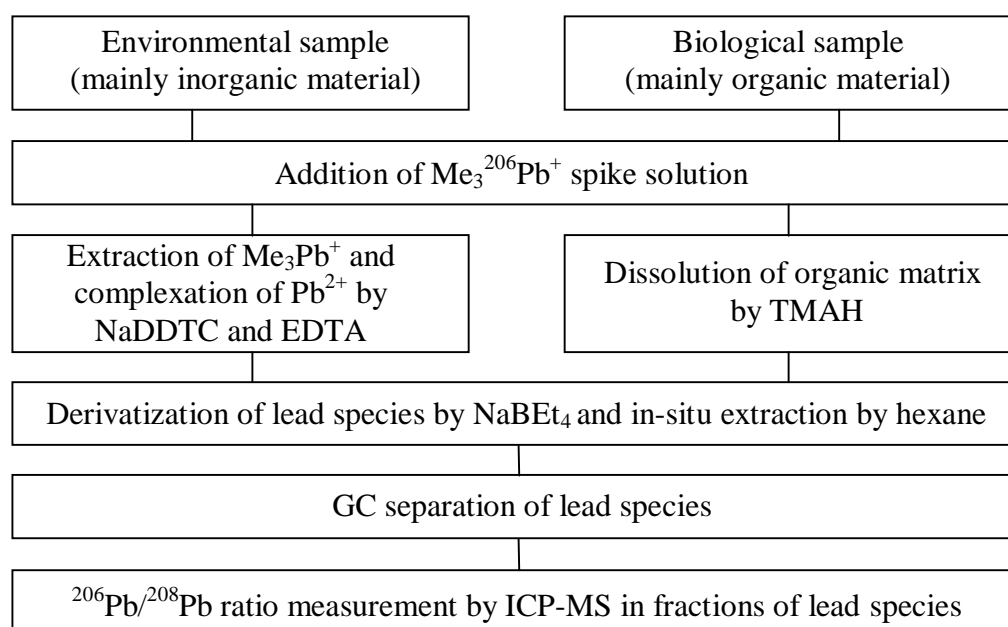 Environmental sample
(mainly inorganic material)
Biological sample
(mainly organic material)
Addition of Me₃²⁰⁶Pb⁺ spike solution
Extraction of Me₃Pb⁺ and
complexation of Pb²⁺ by
NaDDTC and EDTA
Dissolution of organic matrix
by TMAH
Derivatization of lead species by NaBEt₄ and in-situ extraction by hexane
GC separation of lead species
²⁰⁶Pb/²⁰⁸Pb ratio measurement by ICP-MS in fractions of lead species